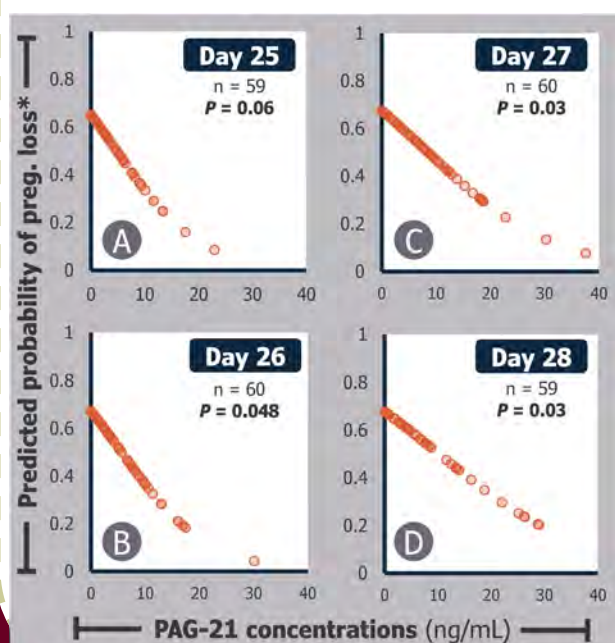 Predicted probability of preg. loss*
Day 25
n = 59
P = 0.06
1
0.8
0.6
0.4
0.2
0
A
0 10 20 30 40
Day 27
n = 60
P = 0.03
1
0.8
0.6
0.4
0.2
0
C
0 10 20 30 40
Day 26
n = 60
P = 0.048
1
0.8
0.6
0.4
0.2
0
B
0 10 20 30 40
Day 28
n = 59
P = 0.03
1
0.8
0.6
0.4
0.2
0
D
0 10 20 30 40
PAG-21 concentrations (ng/mL)